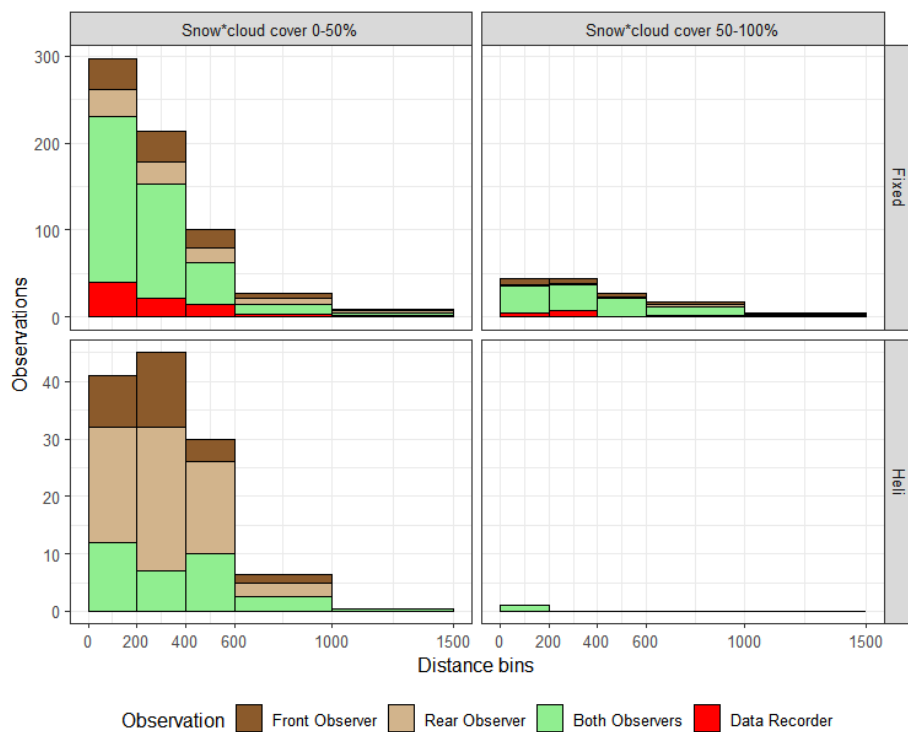 Snow*cloud cover 0-50%
Snow*cloud cover 50-100%
300
200
100
0
Fixed
40
30
20
10
0
Heli
Observations
0 200 400 600 1000 1500
0 200 400 600 1000 1500
Distance bins
Observation Front Observer Rear Observer Both Observers Data Recorder